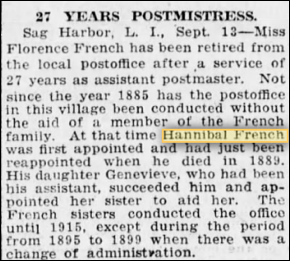 27 YEARS POSTMISTRESS.
Sag Harbor, L. I., Sept. 13—Miss
Florence French has been retired from
the local postoffice after a service of
27 years as assistant postmaster. Not
since the year 1885 has the postoffice
in this village been conducted without
the aid of a member of the French
family. At that time Hannibal French
was first appointed and had just been
reappointed when he died in 1889.
His daughter Genevieve, who had been
his assistant, succeeded him and ap-
pointed her sister to aid her. The
French sisters conducted the office
until 1915, except during the period
from 1895 to 1899 when there was a
change of administration.